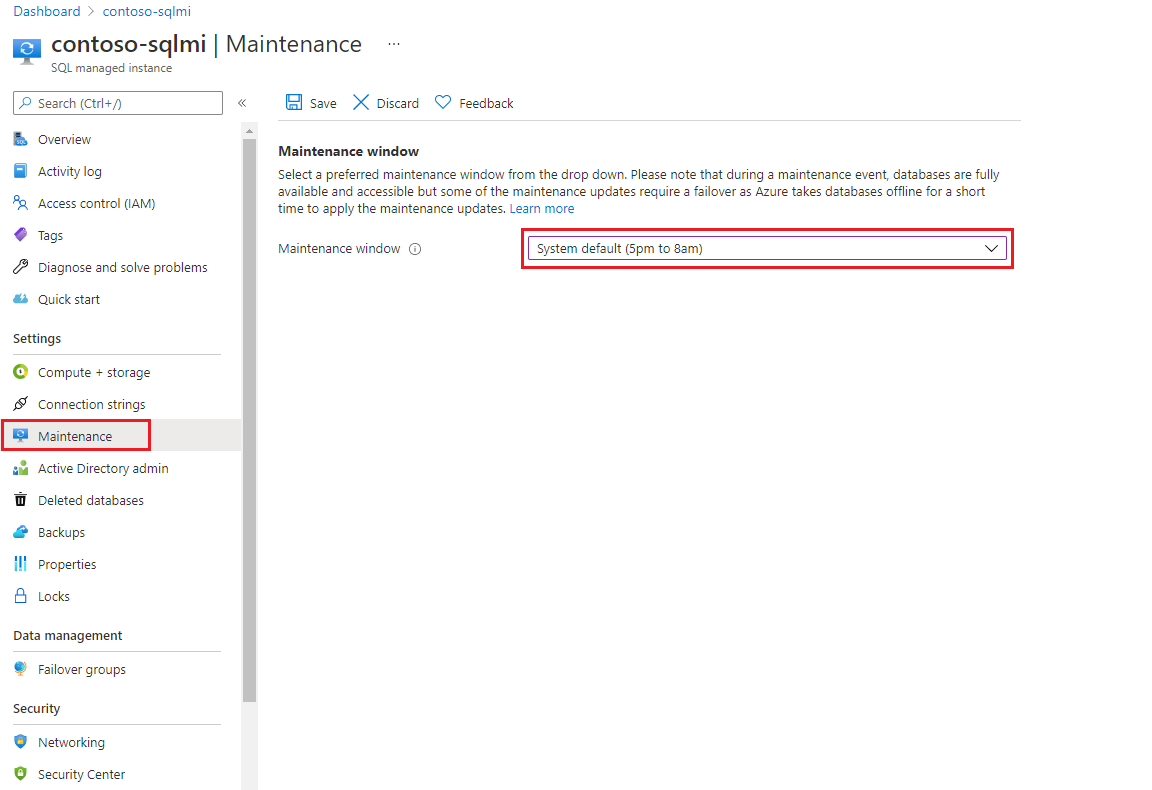 Dashboard > contoso-sqlmi
contoso-sqlmi | Maintenance ...
SQL managed instance
Search (Ctrl+/)
«
Overview
Activity log
Access control (IAM)
Tags
Diagnose and solve problems
Quick start
Settings
Compute + storage
Connection strings
Maintenance
Active Directory admin
Deleted databases
Backups
Properties
Locks
Data management
Failover groups
Security
Networking
Security Center
Save Discard Feedback
Maintenance window
Select a preferred maintenance window from the drop down. Please note that during a maintenance event, databases are fully
available and accessible but some of the maintenance updates require a failover as Azure takes databases offline for a short
time to apply the maintenance updates. Learn more
Maintenance window
System default (5pm to 8am)